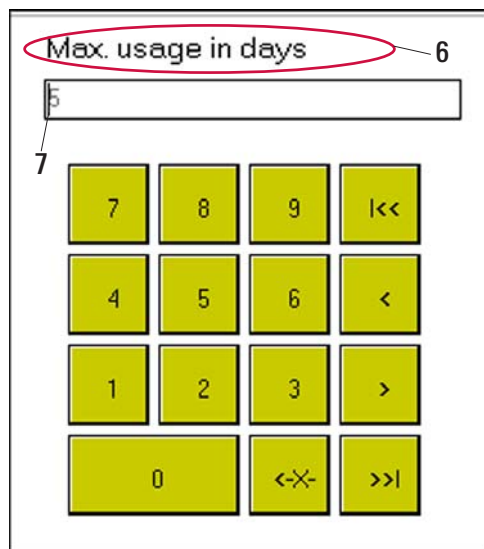 Max. usage in days 6
5
7
7 8 9 I<<
4 5 6 <
1 2 3 >
0 <-X- >>I